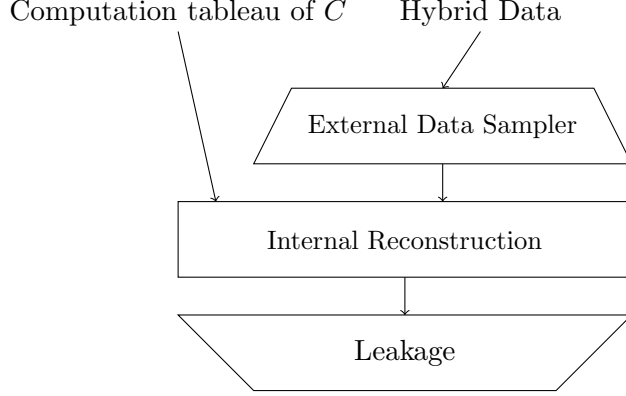 Computation tableau of C
Hybrid Data
External Data Sampler
Internal Reconstruction
Leakage